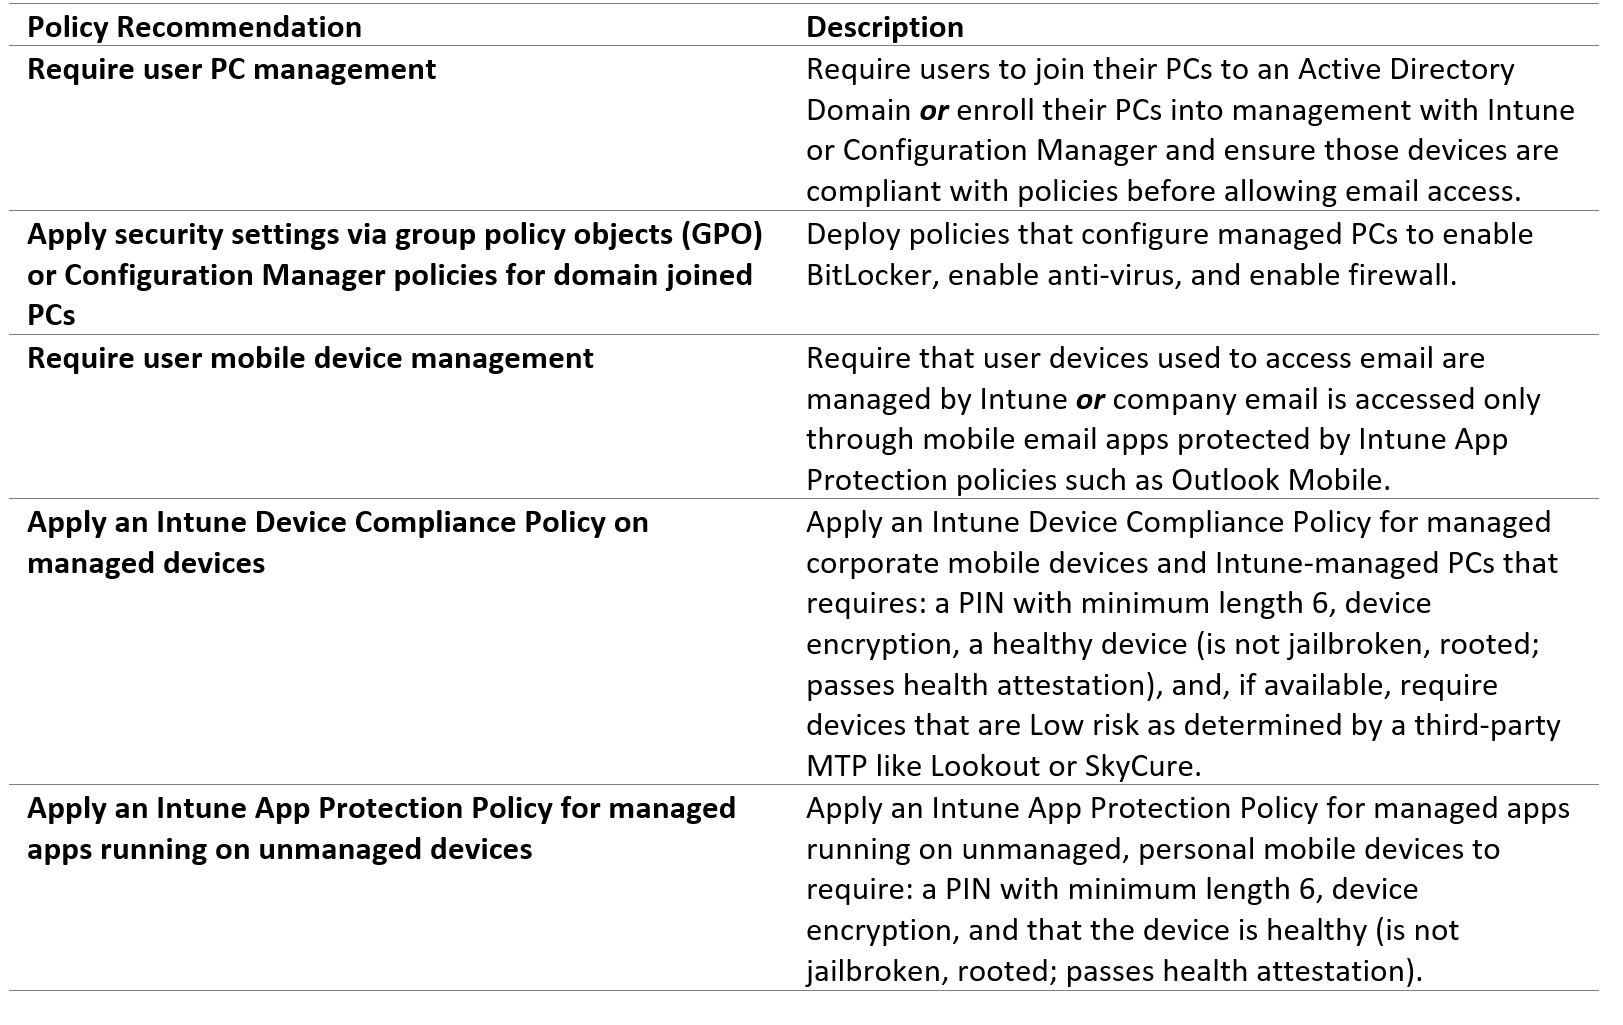 Policy Recommendation
Description
Require user PC management
Require users to join their PCs to an Active Directory
Domain or enroll their PCs into management with Intune
or Configuration Manager and ensure those devices are
compliant with policies before allowing email access.
Apply security settings via group policy objects (GPO)
or Configuration Manager policies for domain joined
PCs
Deploy policies that configure managed PCs to enable
BitLocker, enable anti-virus, and enable firewall.
Require user mobile device management
Require that user devices used to access email are
managed by Intune or company email is accessed only
through mobile email apps protected by Intune App
Protection policies such as Outlook Mobile.
Apply an Intune Device Compliance Policy on
managed devices
Apply an Intune Device Compliance Policy for managed
corporate mobile devices and Intune-managed PCs that
requires: a PIN with minimum length 6, device
encryption, a healthy device (is not jailbroken, rooted;
passes health attestation), and, if available, require
devices that are Low risk as determined by a third-party
MTP like Lookout or SkyCure.
Apply an Intune App Protection Policy for managed
apps running on unmanaged devices
Apply an Intune App Protection Policy for managed apps
running on unmanaged, personal mobile devices to
require: a PIN with minimum length 6, device
encryption, and that the device is healthy (is not
jailbroken, rooted; passes health attestation).